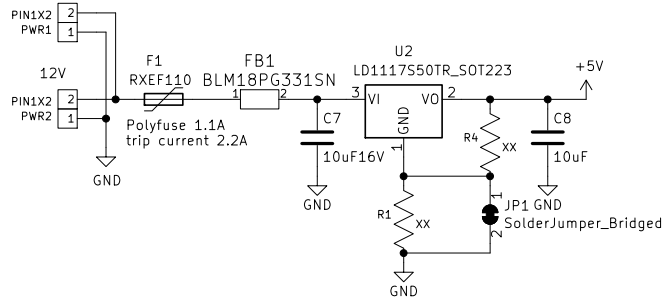 PIN1X2 2
PWR1 1
12V
PIN1X2 2
PWR2 1
GND
F1
RXEF110
Polyfuse 1.1A
trip current 2.2A
FB1
BLM18PG331SN
1 2
C7
10uF16V
GND
U2
LD1117S50TR_SOT223
3 VI VO 2
GND
1
R4
XX
R1
XX
1
JP1
SolderJumper_Bridged
2
GND
+5V
C8
10uF
GND